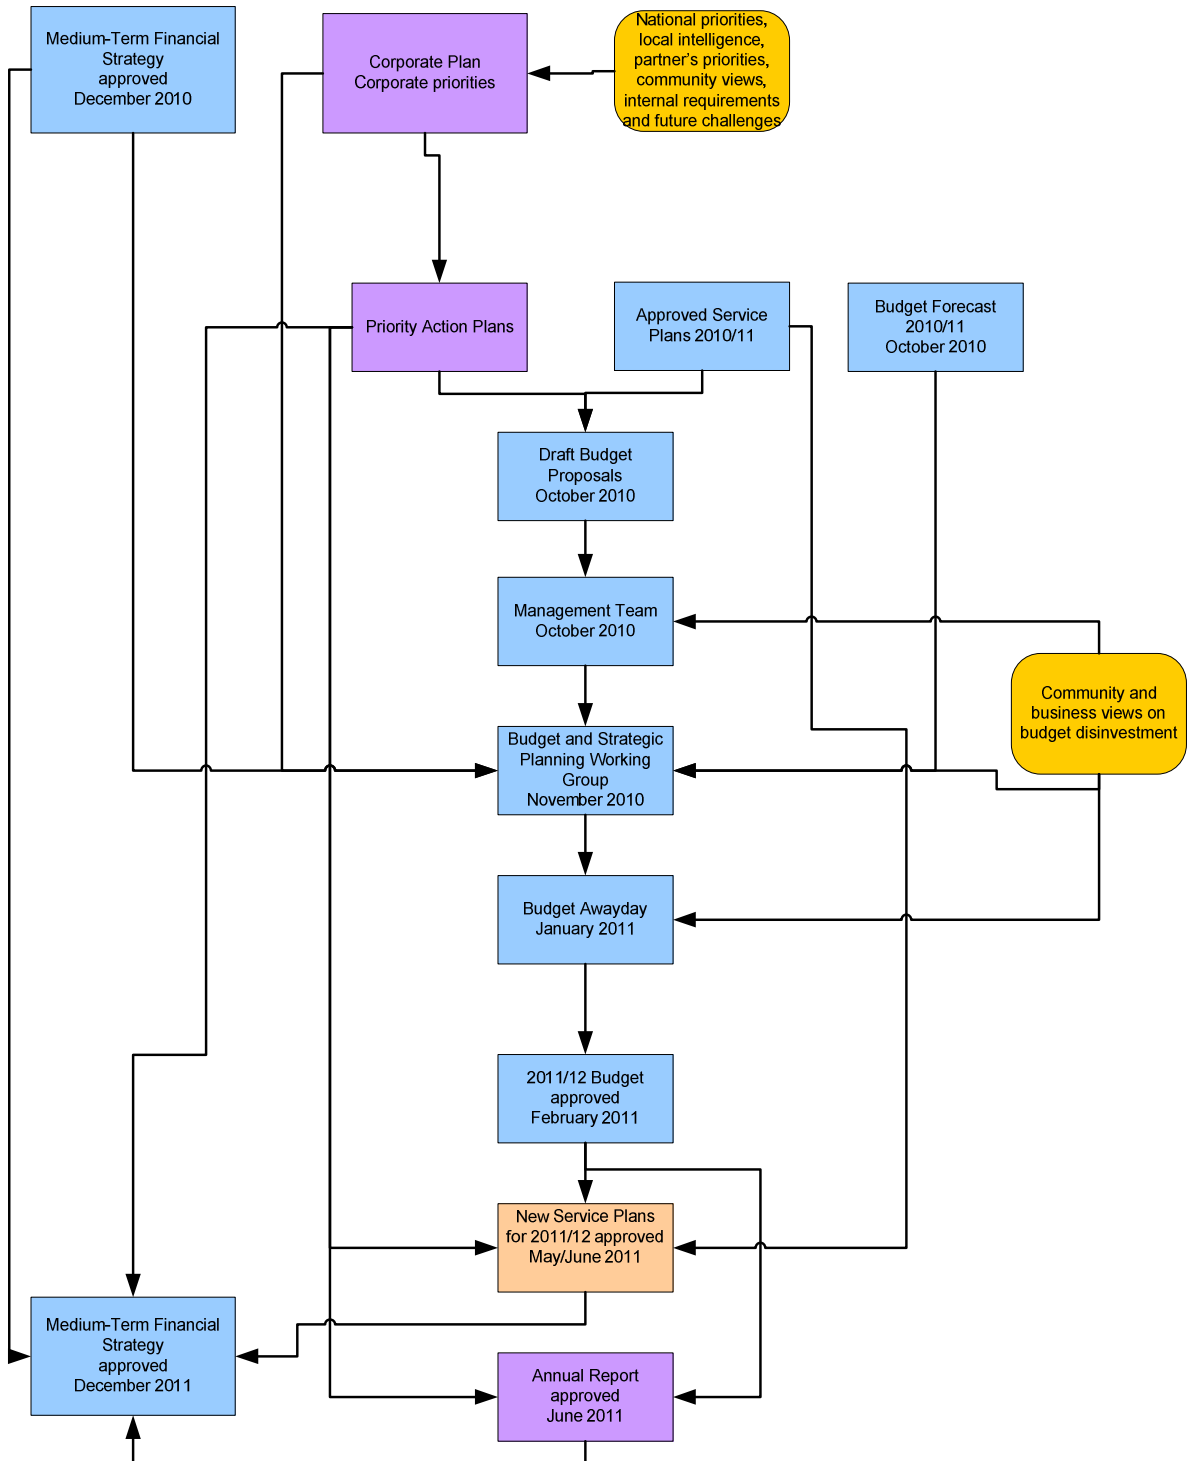 Medium-Term Financial
Strategy
approved
December 2010
Corporate Plan
Corporate priorities
National priorities,
local intelligence,
partner's priorities,
community views,
internal requirements
and future challenges
Priority Action Plans
Approved Service
Plans 2010/11
Budget Forecast
2010/11
October 2010
Draft Budget
Proposals
October 2010
Management Team
October 2010
Community and
business views on
budget disinvestment
Budget and Strategic
Planning Working
Group
November 2010
Budget Awayday
January 2011
2011/12 Budget
approved
February 2011
New Service Plans
for 2011/12 approved
May/June 2011
Medium-Term Financial
Strategy
approved
December 2011
Annual Report
approved
June 2011